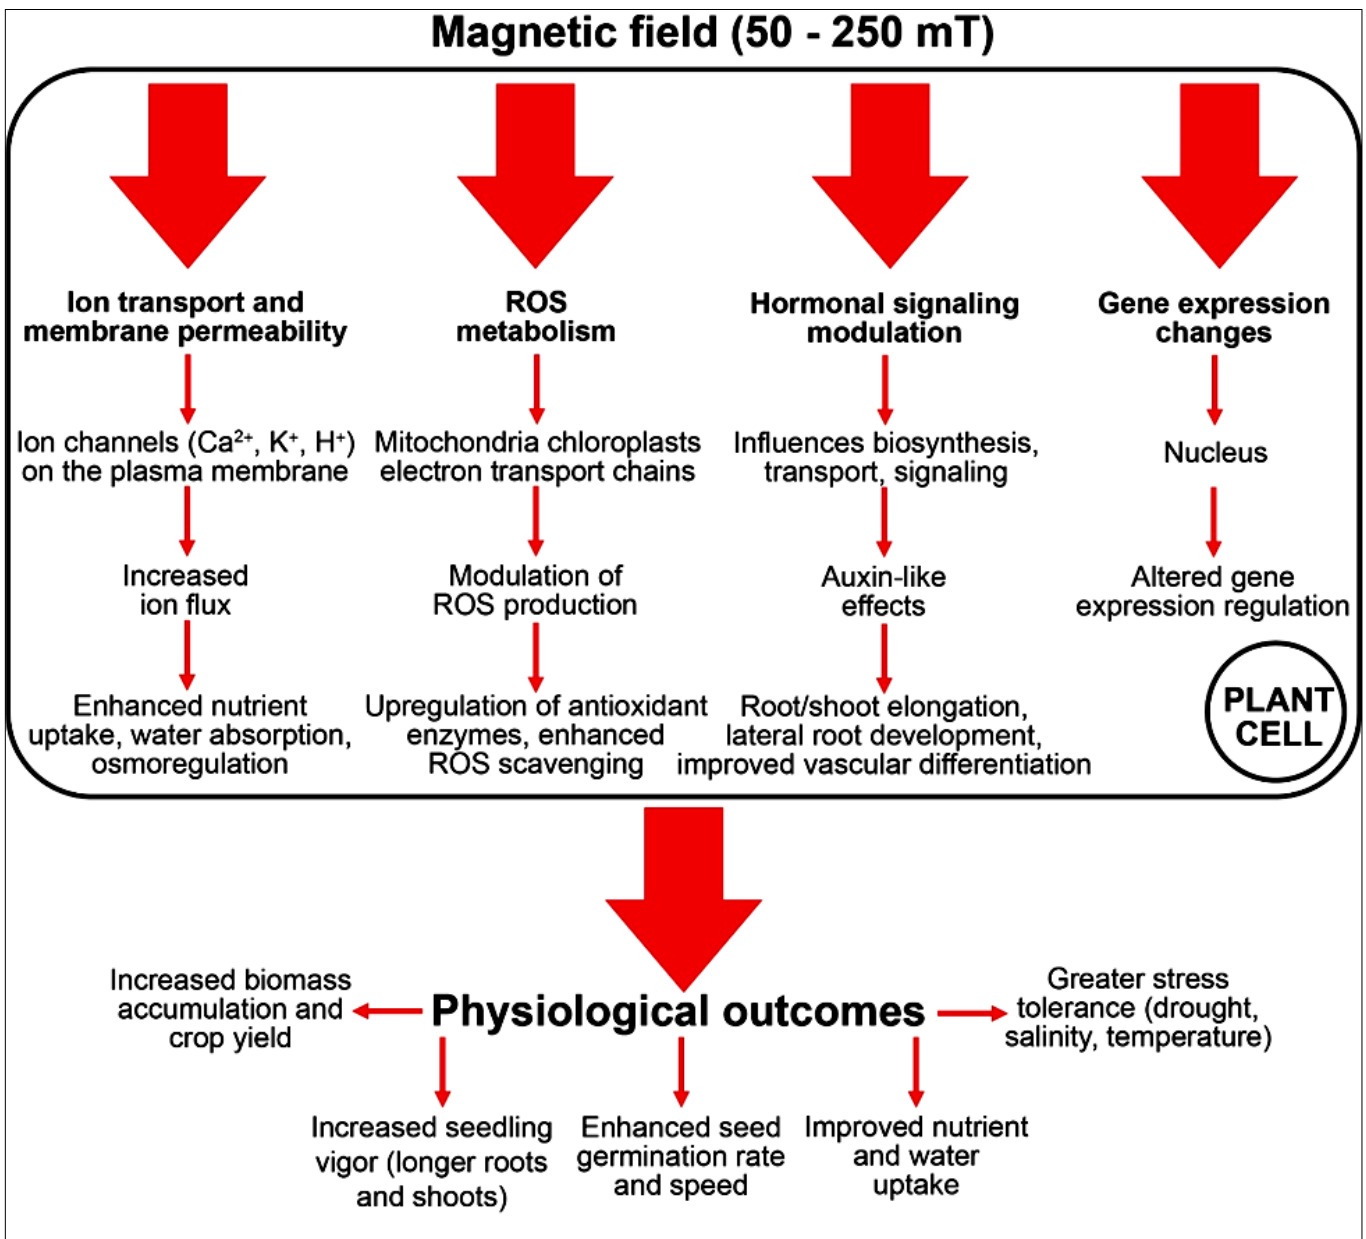 Magnetic field (50 - 250 mT)
Ion transport and
membrane permeability
Ion channels (Ca²⁺, K⁺, H⁺)
on the plasma membrane
Increased
ion flux
Enhanced nutrient
uptake, water absorption,
osmoregulation
ROS
metabolism
Mitochondria chloroplasts
electron transport chains
Modulation of
ROS production
Upregulation of antioxidant
enzymes, enhanced
ROS scavenging
Hormonal signaling
modulation
Influences biosynthesis,
transport, signaling
Auxin-like
effects
Root/shoot elongation,
lateral root development,
improved vascular differentiation
Gene expression
changes
Nucleus
Altered gene
expression regulation
PLANT
CELL
Physiological outcomes
Increased biomass
accumulation and
crop yield
Increased seedling
vigor (longer roots
and shoots)
Enhanced seed
germination rate
and speed
Improved nutrient
and water
uptake
Greater stress
tolerance (drought,
salinity, temperature)